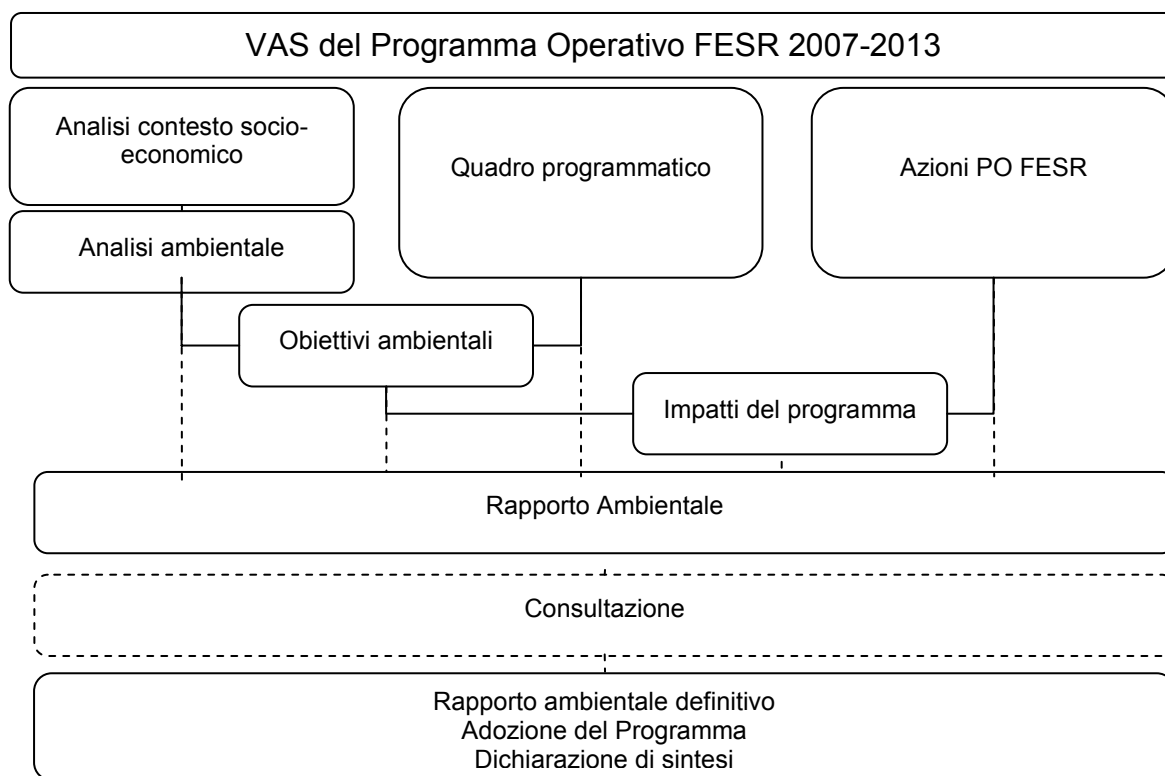 VAS del Programma Operativo FESR 2007-2013
Analisi contesto socio-
economico
Quadro programmatico
Azioni PO FESR
Analisi ambientale
Obiettivi ambientali
Impatti del programma
Rapporto Ambientale
Consultazione
Rapporto ambientale definitivo
Adozione del Programma
Dichiarazione di sintesi